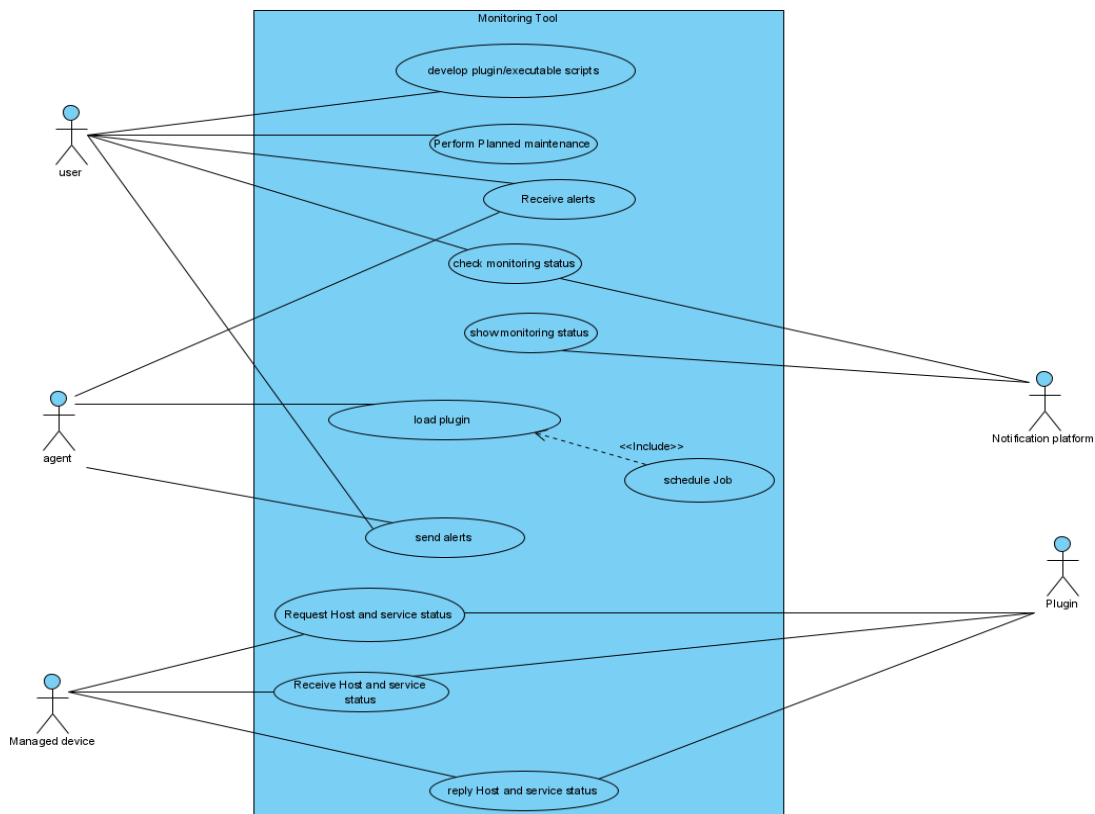 Monitoring Tool
develop plugin/executable scripts
Perform Planned maintenance
user
Receive alerts
check monitoring status
show monitoring status
load plugin
<<Include>>
Notification platform
agent
schedule Job
send alerts
Plugin
Request Host and service status
Receive Host and service
status
Managed device
reply Host and service status